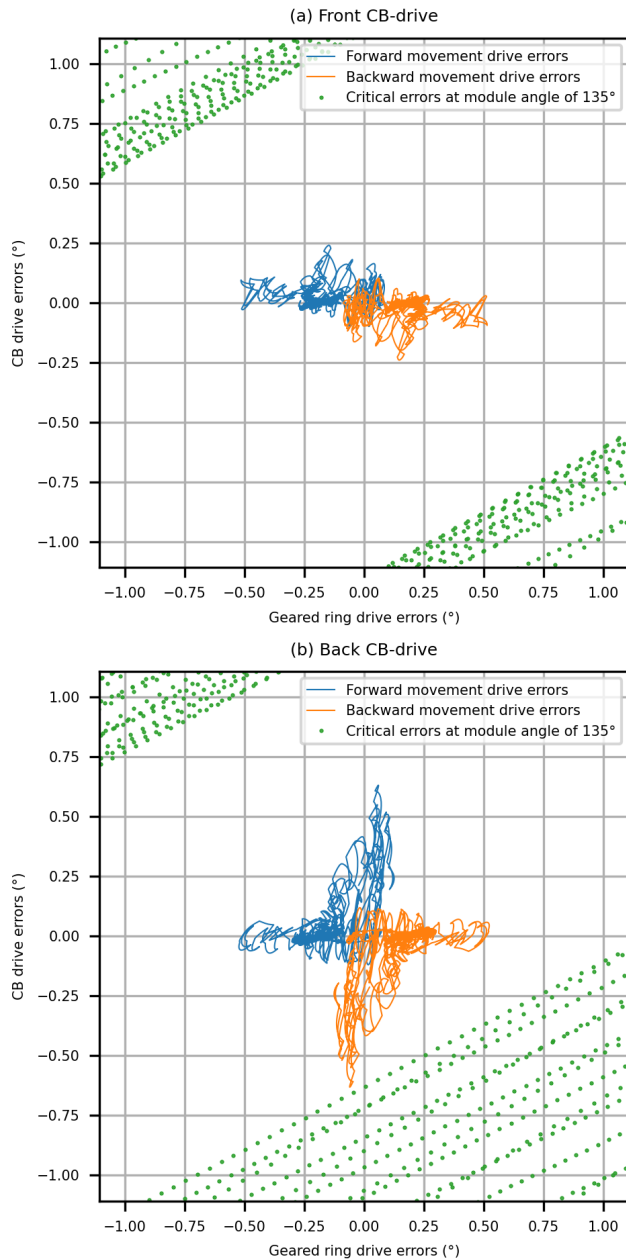 (a) Front CB-drive
1.00
0.75
0.50
0.25
0.00
−0.25
−0.50
−0.75
−1.00
CB drive errors (°)
Forward movement drive errors
Backward movement drive errors
Critical errors at module angle of 135°
−1.00 −0.75 −0.50 −0.25 0.00 0.25 0.50 0.75 1.00
Geared ring drive errors (°)
(b) Back CB-drive
1.00
0.75
0.50
0.25
0.00
−0.25
−0.50
−0.75
−1.00
CB drive errors (°)
Forward movement drive errors
Backward movement drive errors
Critical errors at module angle of 135°
−1.00 −0.75 −0.50 −0.25 0.00 0.25 0.50 0.75 1.00
Geared ring drive errors (°)